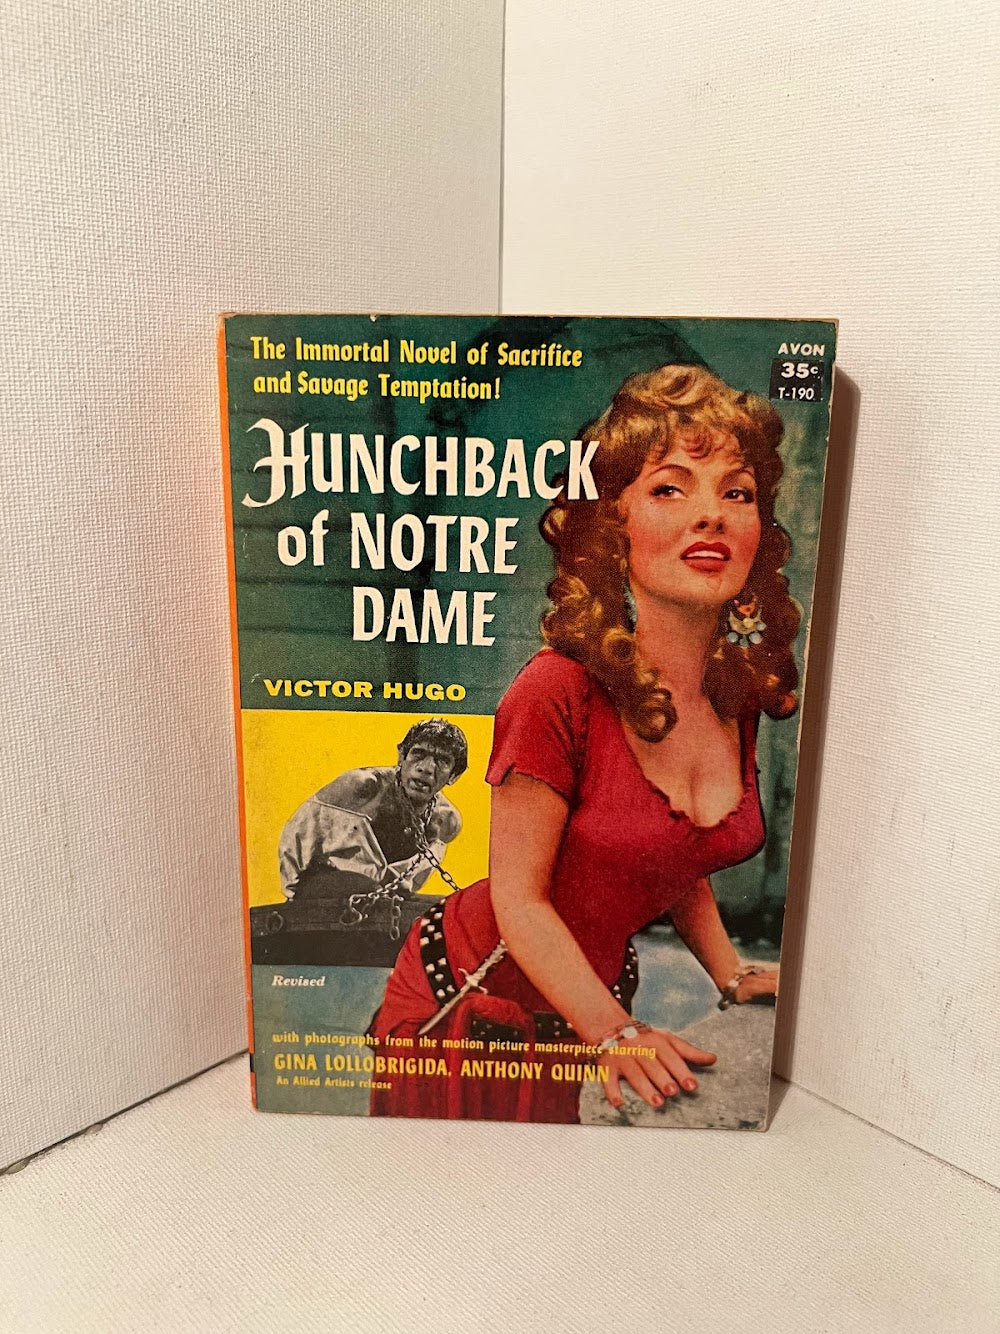 The Immortal Novel of Sacrifice
and Savage Temptation!
AVON
35¢
T-190
HUNCHBACK
of NOTRE
DAME
VICTOR HUGO
Revised
with photographs from the motion picture masterpiece starring
GINA LOLLOBRIGIDA, ANTHONY QUINN
An Allied Artists release